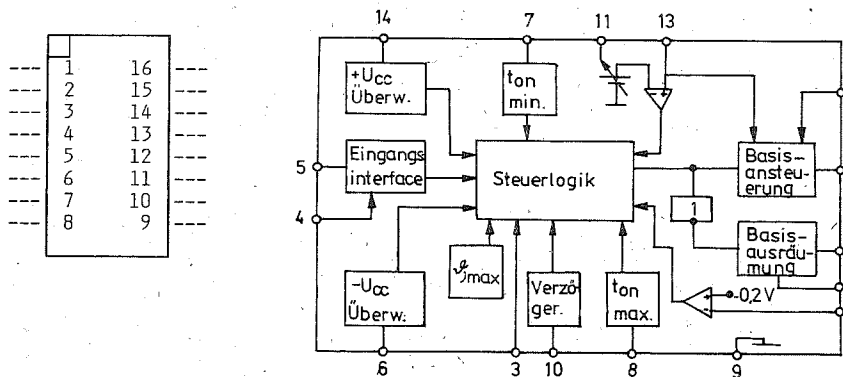 1 16
2 15
3 14
4 13
5 12
6 11
7 10
8 9
14 7 11 13
+Ucc
Überw.
ton
min.
5
Eingangs
interface
4
Steuerlogik
Basis-
ansteu-
erung
1
Basis-
ausräu-
mung
-Ucc
Überw.
ϑmax
Verzö-
ger.
ton
max.
-0,2V
6 3 10 8 9